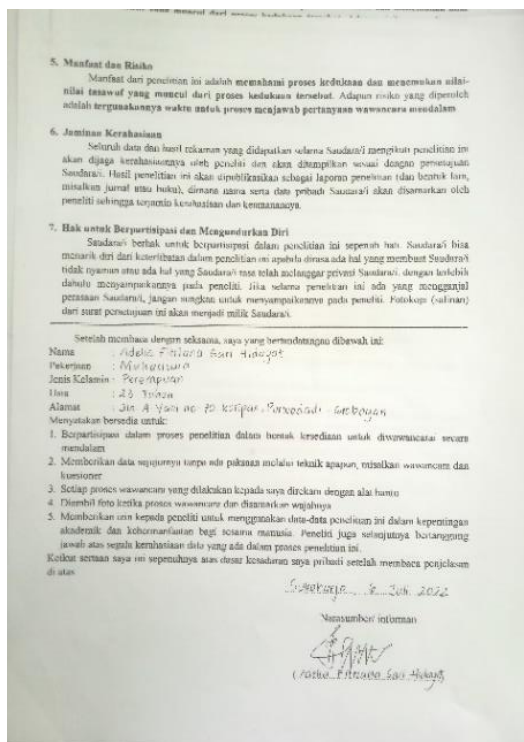 5. Manfaat dan Risiko
Manfaat dari penelitian ini adalah memahami proses kedukaan dan menemukan nilai-
nilai tasawuf yang muncul dari proses kedukaan tersebut. Adapun risiko yang diperoleh
adalah tergunakannya waktu untuk proses menjawab pertanyaan wawancara mendalam.
6. Jaminan Kerahasiaan
Seluruh data dan hasil rekaman yang didapatkan selama Saudara/i mengikuti penelitian ini
akan dijaga kerahasiaannya oleh peneliti dan akan ditampilkan sesuai dengan persetujuan
Saudara/i. Hasil penelitian ini akan dipublikasikan sebagai laporan penelitian (dan bentuk lain,
misalkan jurnal atau buku), dimana nama serta data pribadi Saudara/i akan disamarkan oleh
peneliti sehingga terjamin kerahasiaan dan keamanannya.
7. Hak untuk Berpartisipasi dan Mengundurkan Diri
Saudara/i berhak untuk berpartisipasi dalam penelitian ini sepenuh hati. Saudara/i bisa
menarik diri dari keterlibatan dalam penelitian ini apabila dirasa ada hal yang membuat Saudara/i
tidak nyaman atau ada hal yang Saudara/i rasa telah melanggar privasi Saudara/i, dengan terlebih
dahulu menyampaikannya pada peneliti. Jika selama penelitian ini ada yang mengganjal
perasaan Saudara/i, jangan sungkan untuk menyampaikannya pada peneliti. Fotokopi (salinan)
dari surat persetujuan ini akan menjadi milik Saudara/i.
Setelah membaca dengan seksama, saya yang bertandatangan dibawah ini:
Nama : Adelia Fitriana Sari Hidayat
Pekerjaan : Mahasiswa
Jenis Kelamin : Perempuan
Usia : 23 Tahun
Alamat : Jln A Yani no 70 Kuripan, Purwodadi - Grobogan
Menyatakan bersedia untuk:
1. Berpartisipasi dalam proses penelitian dalam bentuk kesediaan untuk diwawancarai secara
mendalam
2. Memberikan data sejujurnya tanpa ada paksaan melalui teknik apapun, misalkan wawancara dan
kuesioner
3. Setiap proses wawancara yang dilakukan kepada saya direkam dengan alat bantu
4. Diambil foto ketika proses wawancara dan disamarkan wajahnya
5. Memberikan izin kepada peneliti untuk menggunakan data-data penelitian ini dalam kepentingan
akademik dan kebermanfaatan bagi sesama manusia. Peneliti juga selanjutnya bertanggung
jawab atas segala kerahasiaan data yang ada dalam proses penelitian ini.
Keikut sertaan saya ini sepenuhnya atas dasar kesadaran saya pribadi setelah membaca penjelasan
di atas
Surakarta, 6 Juli 2022
Narasumber/ informan
(Adelia Fitriana Sari Hidayat)